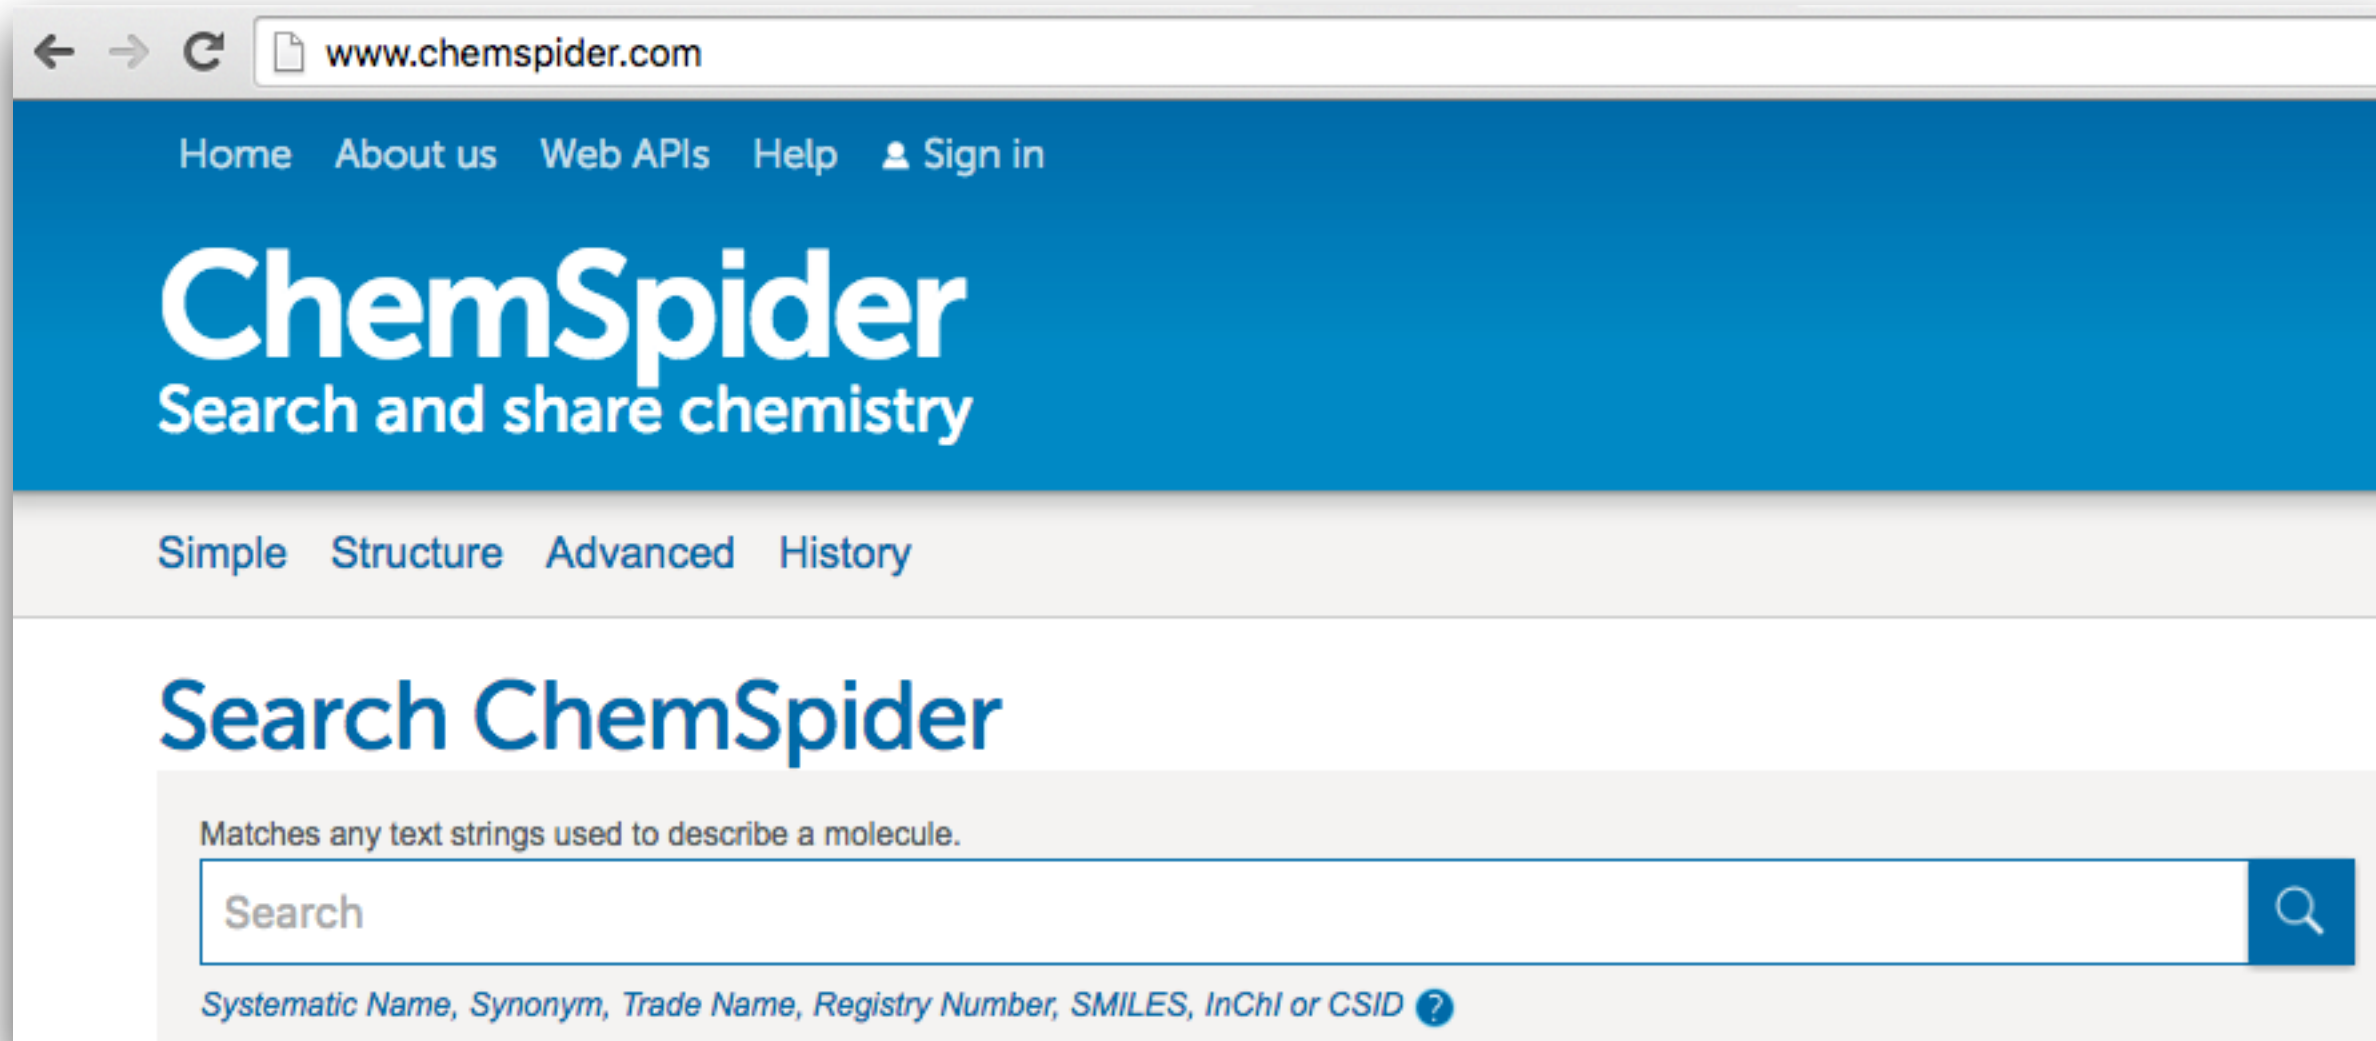 www.chemspider.com
Home About us Web APIs Help Sign in
ChemSpider
Search and share chemistry
Simple Structure Advanced History
Search ChemSpider
Matches any text strings used to describe a molecule.
Search
Systematic Name, Synonym, Trade Name, Registry Number, SMILES, InChI or CSID ?